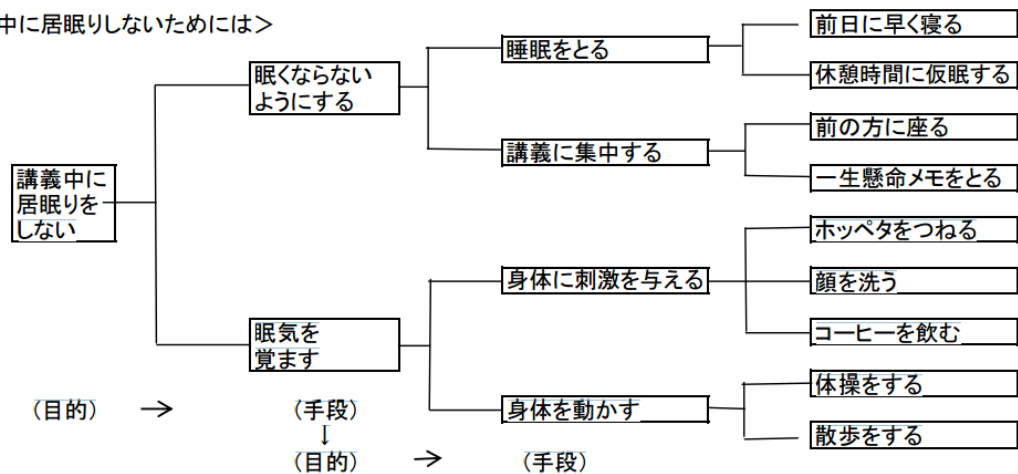 中に居眠りしないためには＞
講義中に
居眠りを
しない
眠くならない
ようにする
眠気を
覚ます
睡眠をとる
講義に集中する
身体に刺激を与える
身体を動かす
前日に早く寝る
休憩時間に仮眠する
前の方に座る
一生懸命メモをとる
ホッペタをつねる
顔を洗う
コーヒーを飲む
体操をする
散歩をする
（目的） → （手段）
↓
（目的） → （手段）